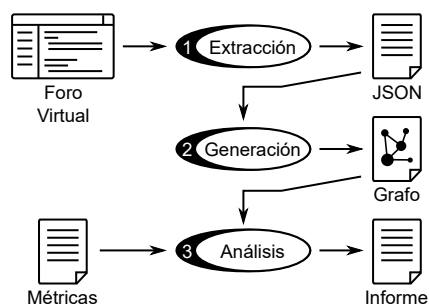 1 Extracción
Foro
Virtual
JSON
2 Generación
Grafo
3 Análisis
Métricas
Informe